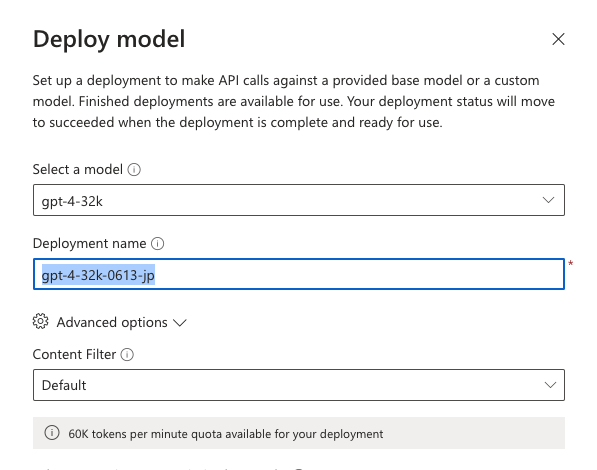 Deploy model
Set up a deployment to make API calls against a provided base model or a custom
model. Finished deployments are available for use. Your deployment status will move
to succeeded when the deployment is complete and ready for use.
Select a model
gpt-4-32k
Deployment name
gpt-4-32k-0613-jp
*
Advanced options
Content Filter
Default
60K tokens per minute quota available for your deployment